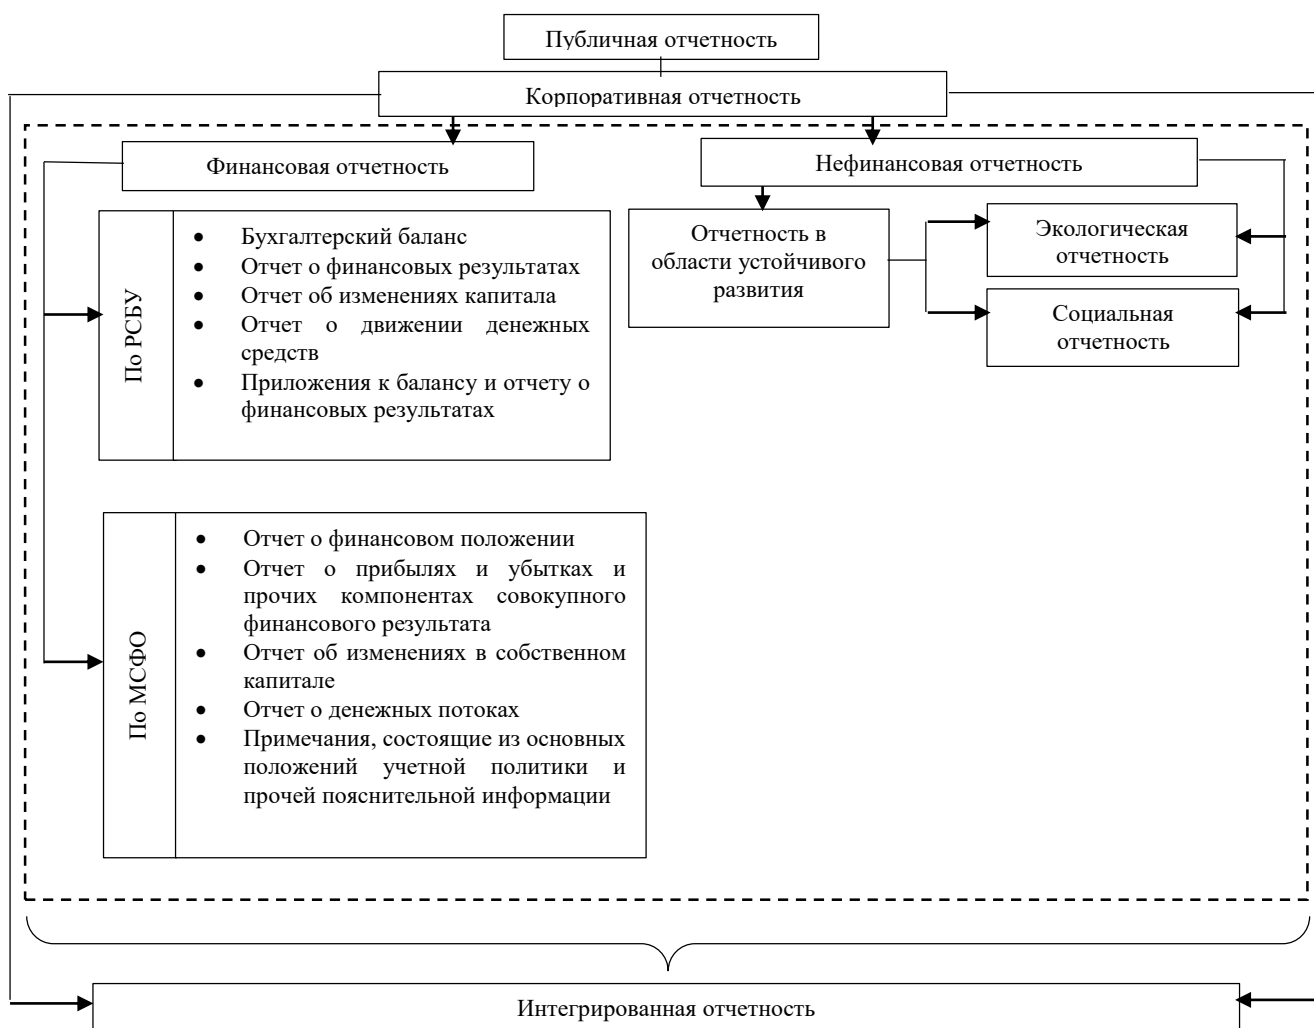 Публичная отчетность
Корпоративная отчетность
Финансовая отчетность
Нефинансовая отчетность
По РСБУ
• Бухгалтерский баланс
• Отчет о финансовых результатах
• Отчет об изменениях капитала
• Отчет о движении денежных
средств
• Приложения к балансу и отчету о
финансовых результатах
Отчетность в
области устойчивого
развития
Экологическая
отчетность
Социальная
отчетность
По МСФО
• Отчет о финансовом положении
• Отчет о прибылях и убытках и
прочих компонентах совокупного
финансового результата
• Отчет об изменениях в собственном
капитале
• Отчет о денежных потоках
• Примечания, состоящие из основных
положений учетной политики и
прочей пояснительной информации
Интегрированная отчетность